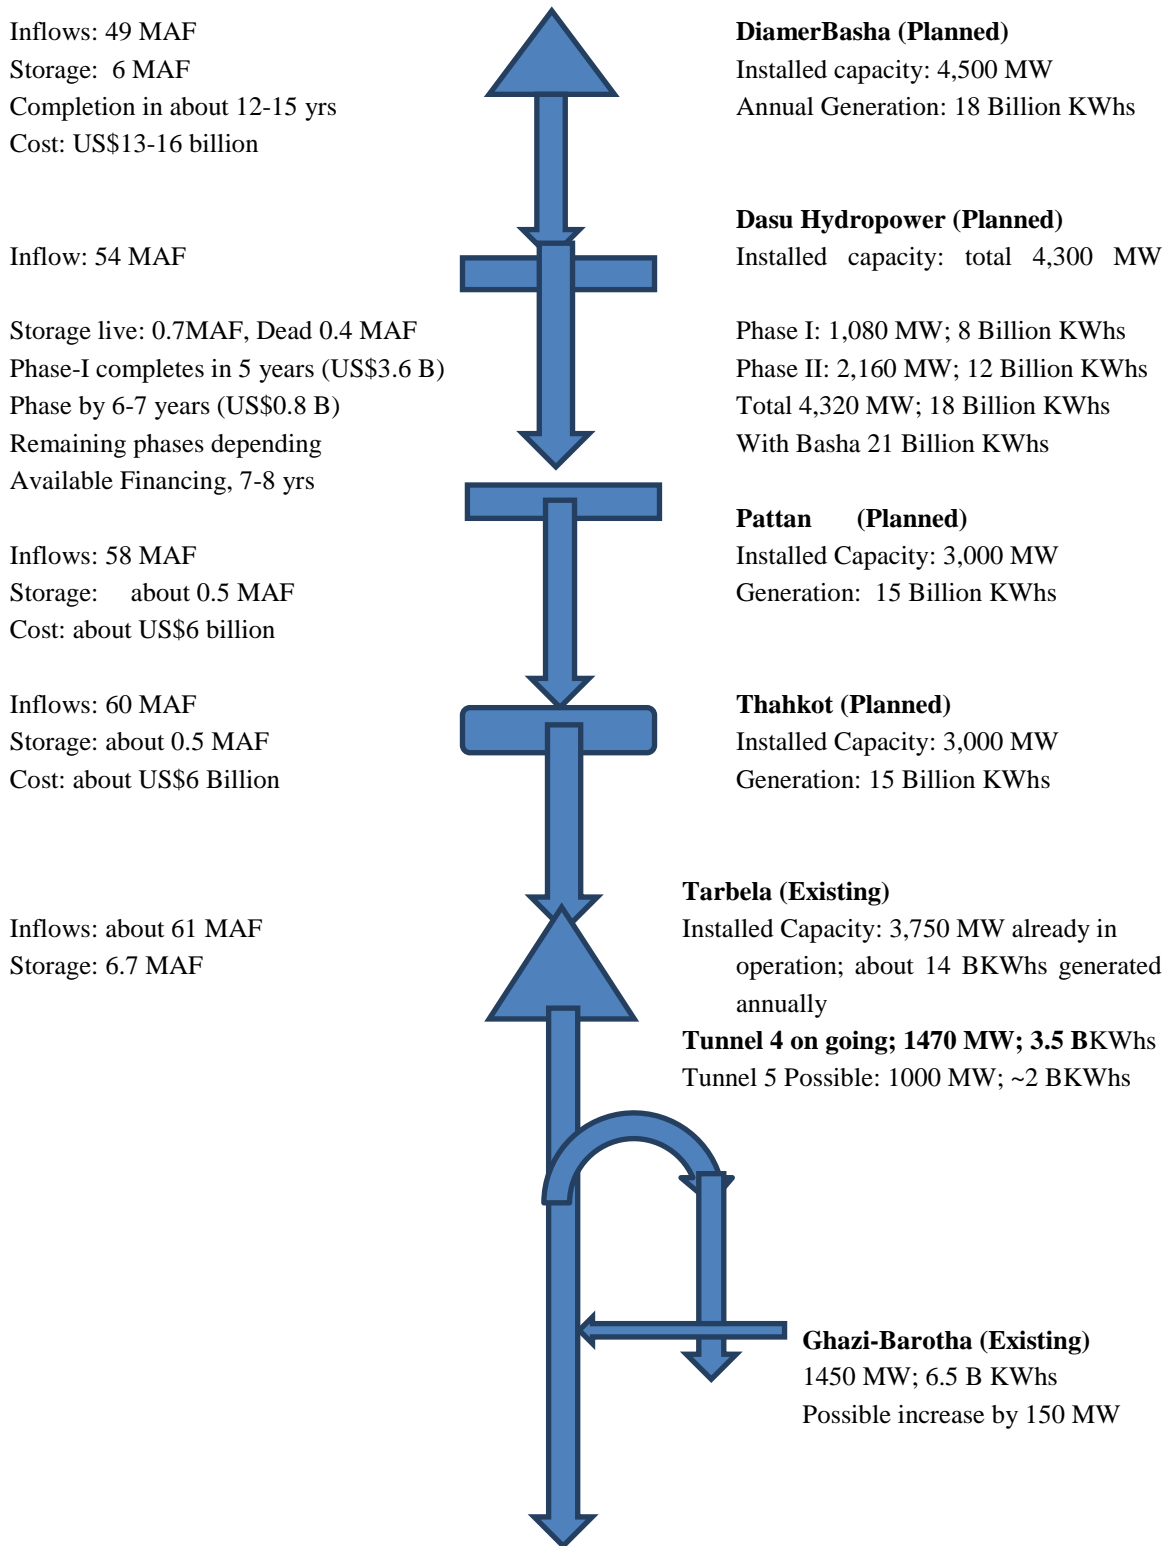 Inflows: 49 MAF
Storage: 6 MAF
Completion in about 12-15 yrs
Cost: US$13-16 billion
DiamerBasha (Planned)
Installed capacity: 4,500 MW
Annual Generation: 18 Billion KWhs
Inflow: 54 MAF
Storage live: 0.7MAF, Dead 0.4 MAF
Phase-I completes in 5 years (US$3.6 B)
Phase by 6-7 years (US$0.8 B)
Remaining phases depending
Available Financing, 7-8 yrs
Dasu Hydropower (Planned)
Installed capacity: total 4,300 MW
Phase I: 1,080 MW; 8 Billion KWhs
Phase II: 2,160 MW; 12 Billion KWhs
Total 4,320 MW; 18 Billion KWhs
With Basha 21 Billion KWhs
Inflows: 58 MAF
Storage: about 0.5 MAF
Cost: about US$6 billion
Pattan (Planned)
Installed Capacity: 3,000 MW
Generation: 15 Billion KWhs
Inflows: 60 MAF
Storage: about 0.5 MAF
Cost: about US$6 Billion
Thahkot (Planned)
Installed Capacity: 3,000 MW
Generation: 15 Billion KWhs
Inflows: about 61 MAF
Storage: 6.7 MAF
Tarbela (Existing)
Installed Capacity: 3,750 MW already in
operation; about 14 BKWhs generated
annually
Tunnel 4 on going; 1470 MW; 3.5 BKWhs
Tunnel 5 Possible: 1000 MW; ~2 BKWhs
Ghazi-Barotha (Existing)
1450 MW; 6.5 B KWhs
Possible increase by 150 MW